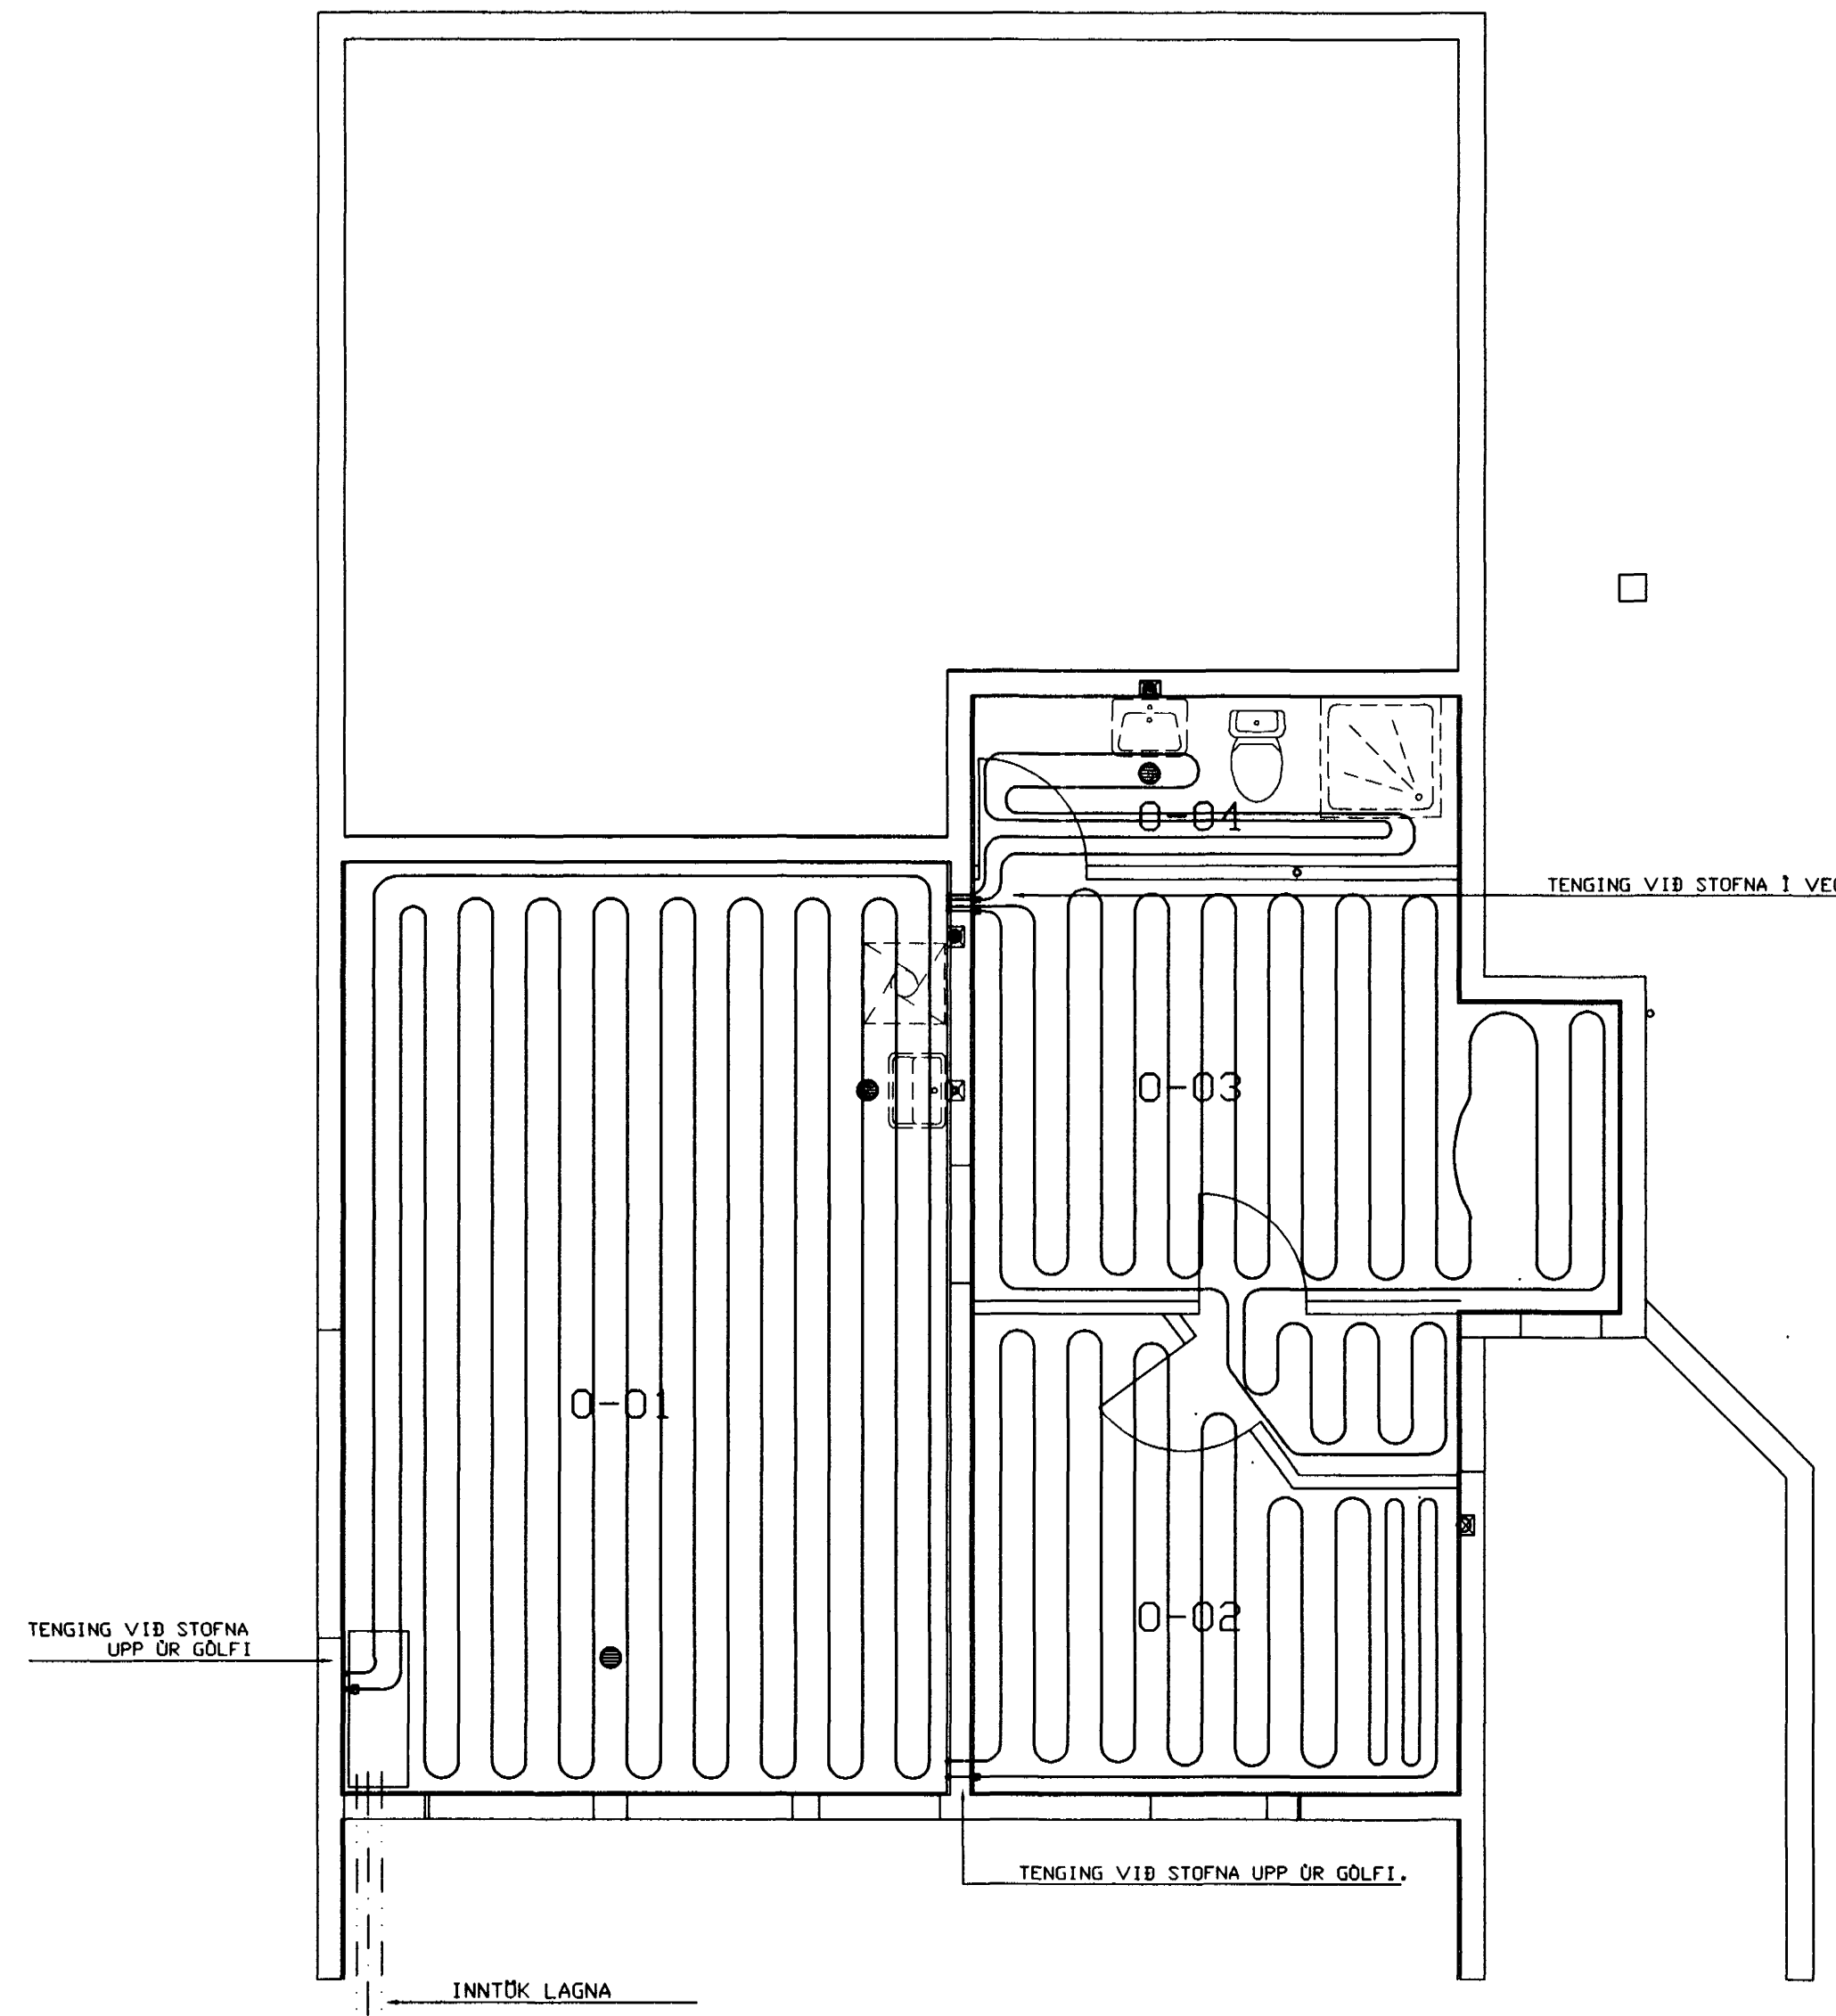 0-04
TENGING VIÐ STOFNA Í VEG
0-03
0-01
0-02
TENGING VIÐ STOFNA
UPP ÚR GÓLFI
TENGING VIÐ STOFNA UPP ÚR GÓLFI.
INNTÖK LAGNA